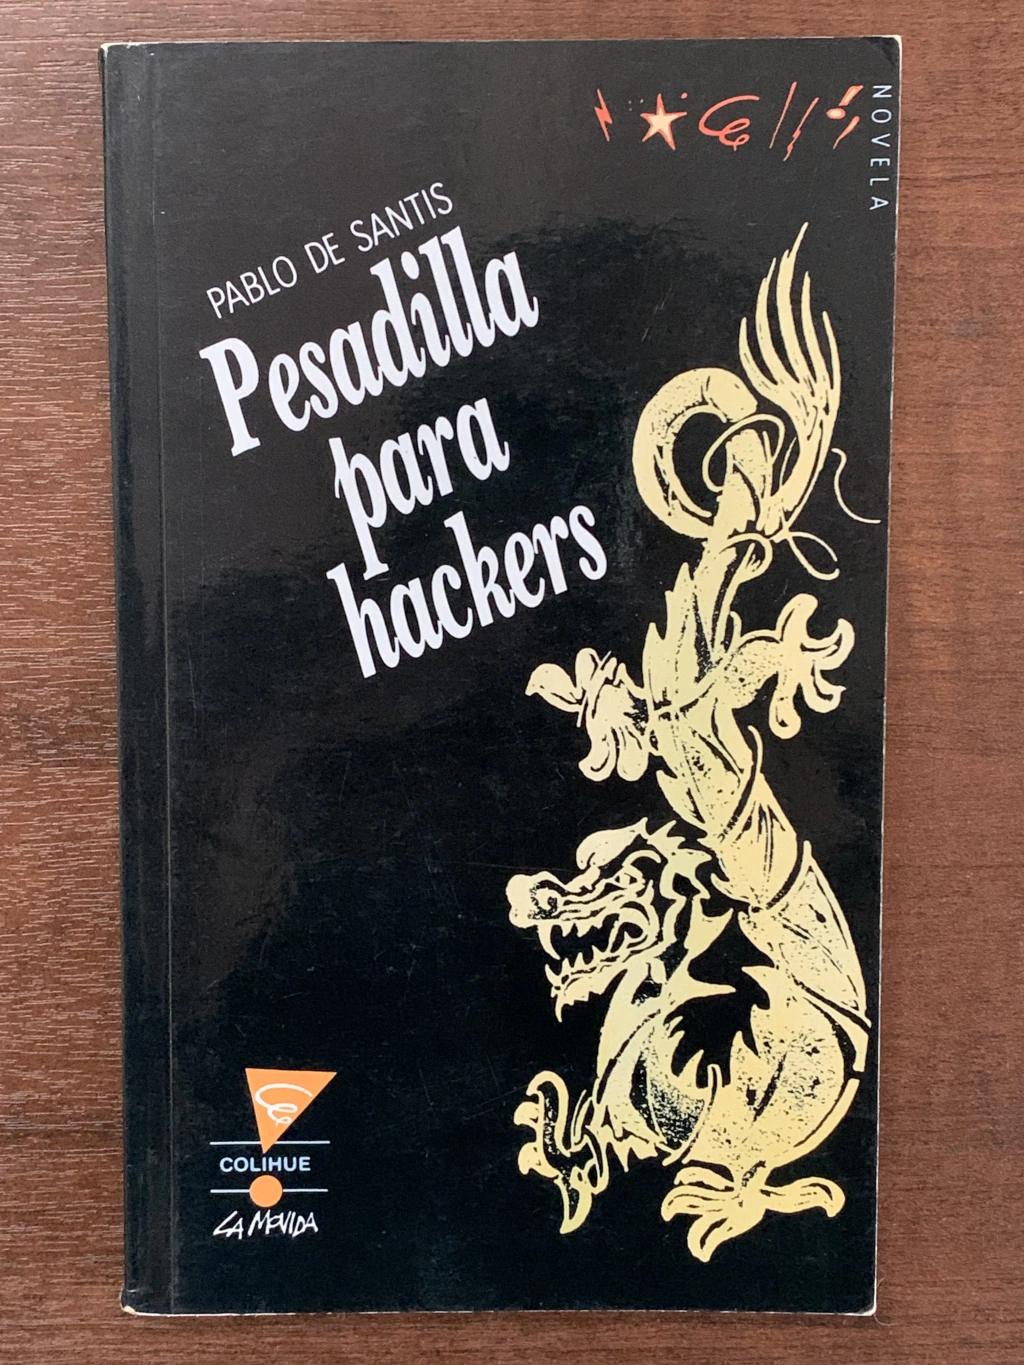 NOVELA
PABLO DE SANTIS
Pesadilla
para
hackers
COLIHUE
LA MOVIDA